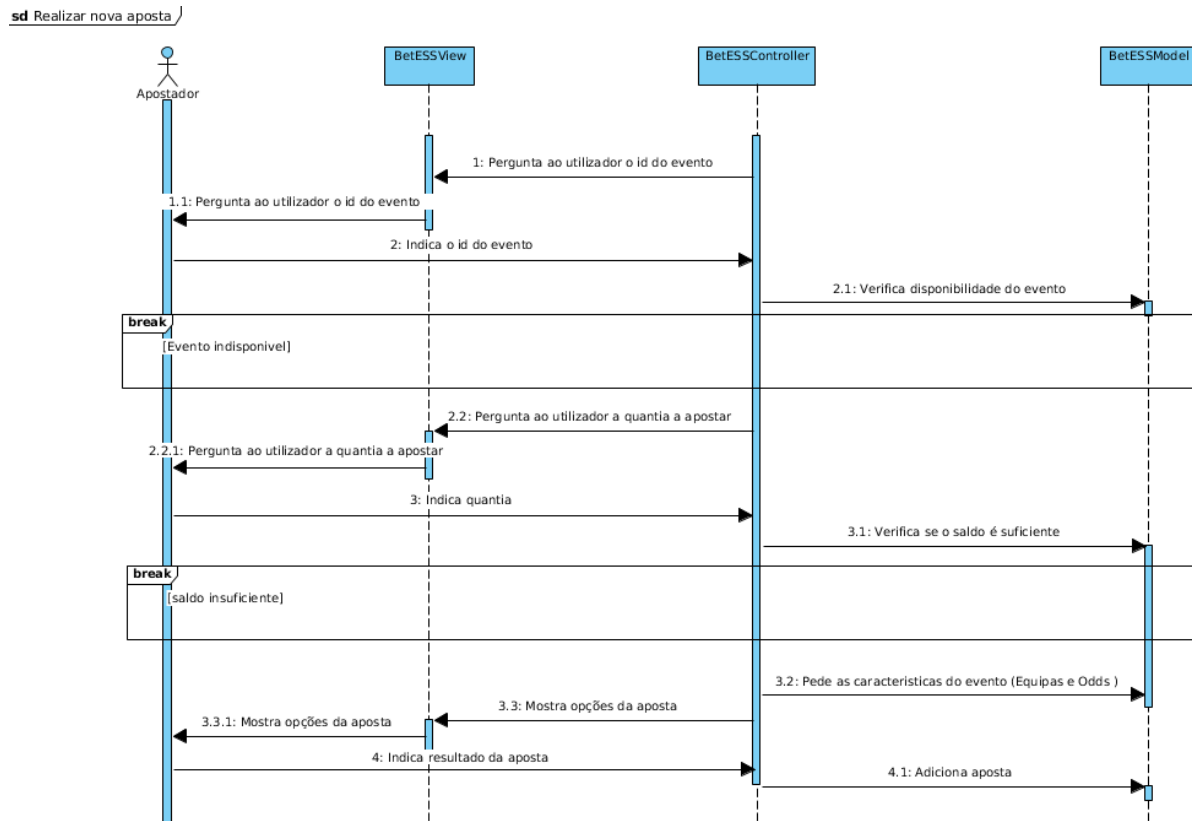 sd Realizar nova aposta
BetESSView
BetESSController
BetESSModel
Apostador
1: Pergunta ao utilizador o id do evento
1.1: Pergunta ao utilizador o id do evento
2: Indica o id do evento
2.1: Verifica disponibilidade do evento
break
[Evento indisponivel]
2.2: Pergunta ao utilizador a quantia a apostar
2.2.1: Pergunta ao utilizador a quantia a apostar
3: Indica quantia
3.1: Verifica se o saldo é suficiente
break
[saldo insuficiente]
3.2: Pede as caracteristicas do evento (Equipas e Odds )
3.3: Mostra opções da aposta
3.3.1: Mostra opções da aposta
4: Indica resultado da aposta
4.1: Adiciona aposta